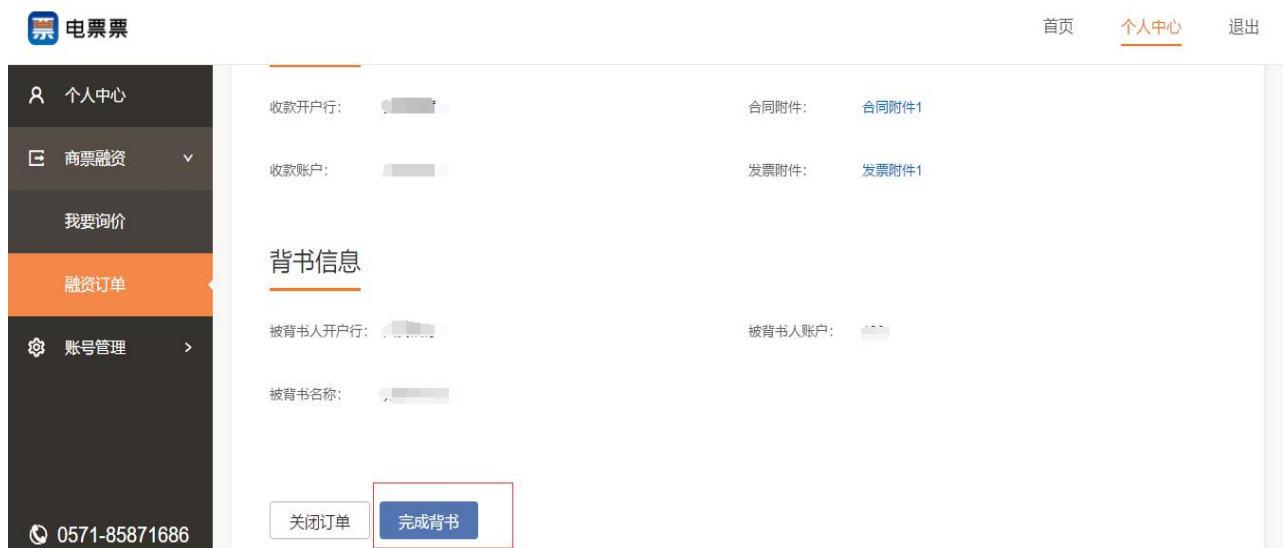 票 电票票
首页 个人中心 退出
个人中心
商票融资
我要询价
融资订单
账号管理
0571-85871686
收款开户行：
合同附件： 合同附件1
收款账户：
发票附件： 发票附件1
背书信息
被背书人开户行：
被背书人账户：
被背书名称：
关闭订单 完成背书